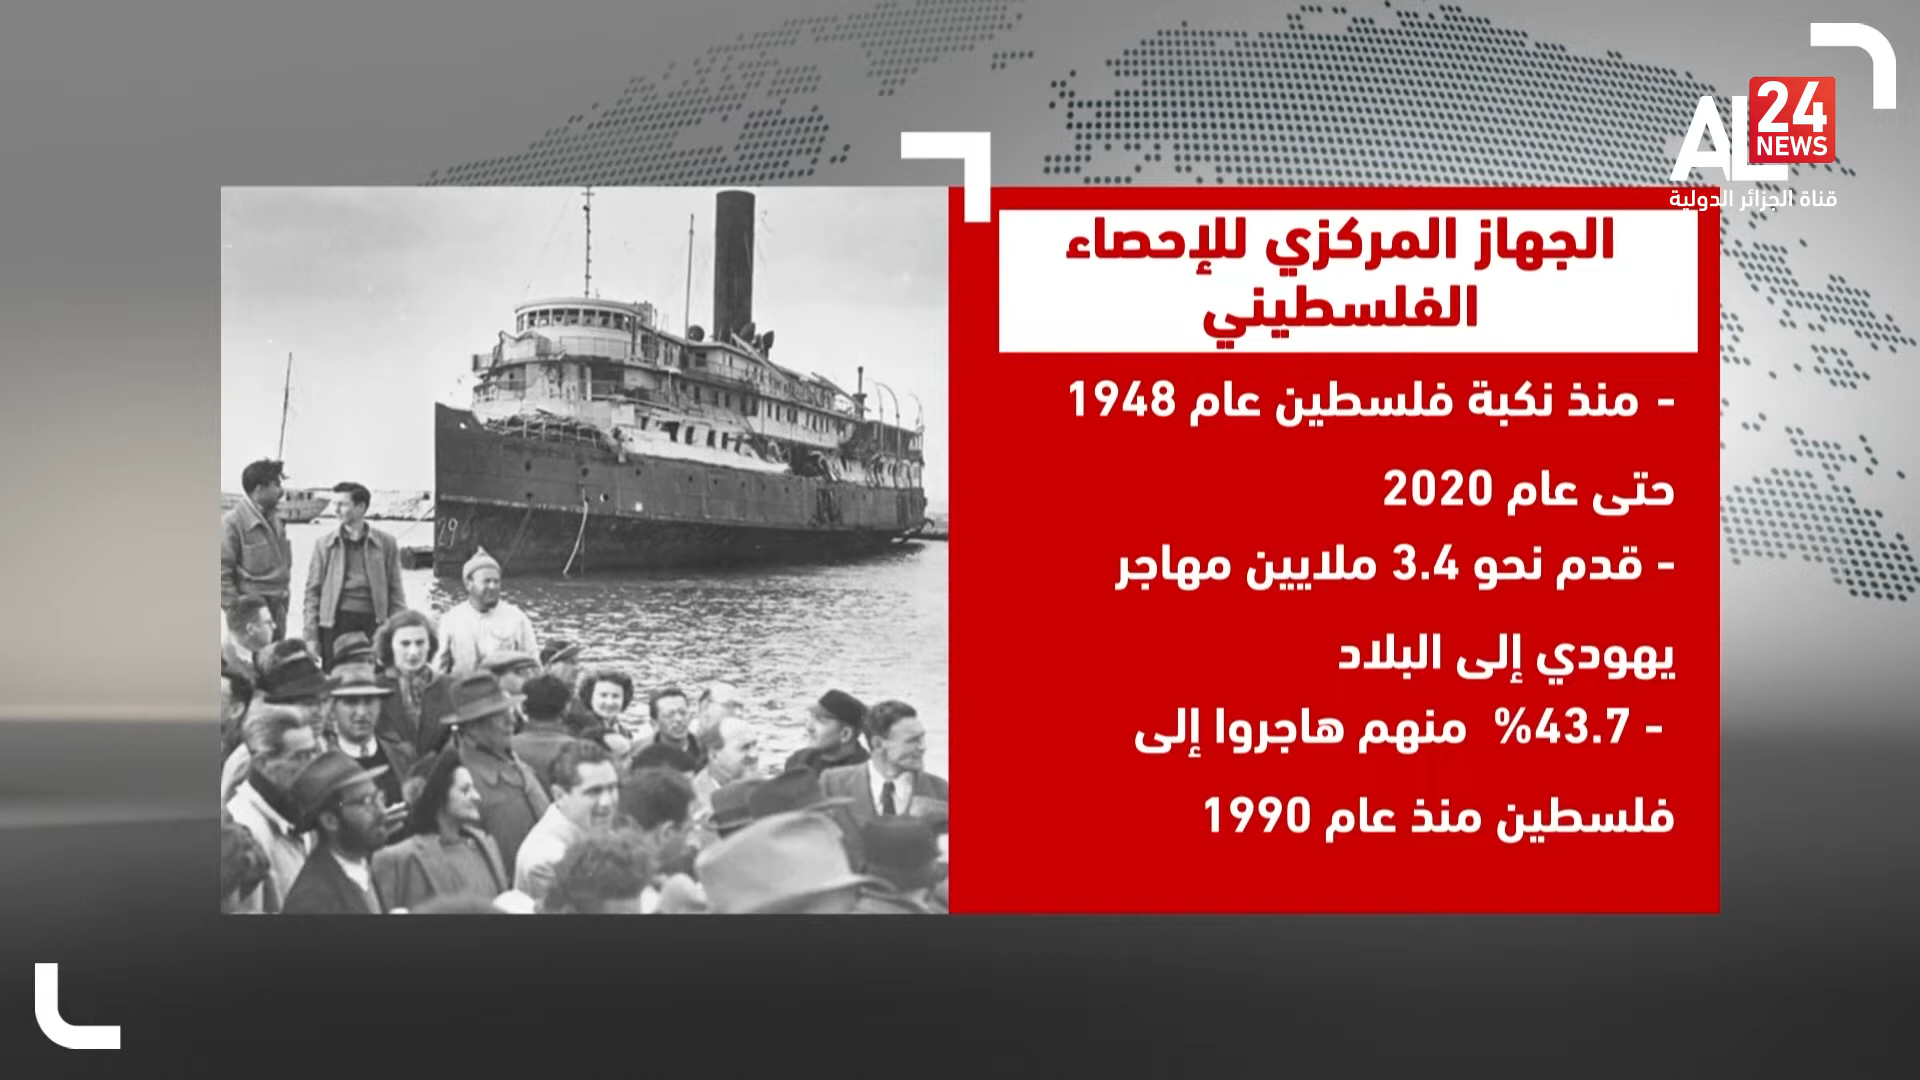 AL
24
NEWS
قناة الجزائر الدولية
الجهاز المركزي للإحصاء
الفلسطيني
- منذ نكبة فلسطين عام 1948
حتى عام 2020
- قدم نحو 3.4 ملايين مهاجر
يهودي إلى البلاد
- 43.7% منهم هاجروا إلى
فلسطين منذ عام 1990
29